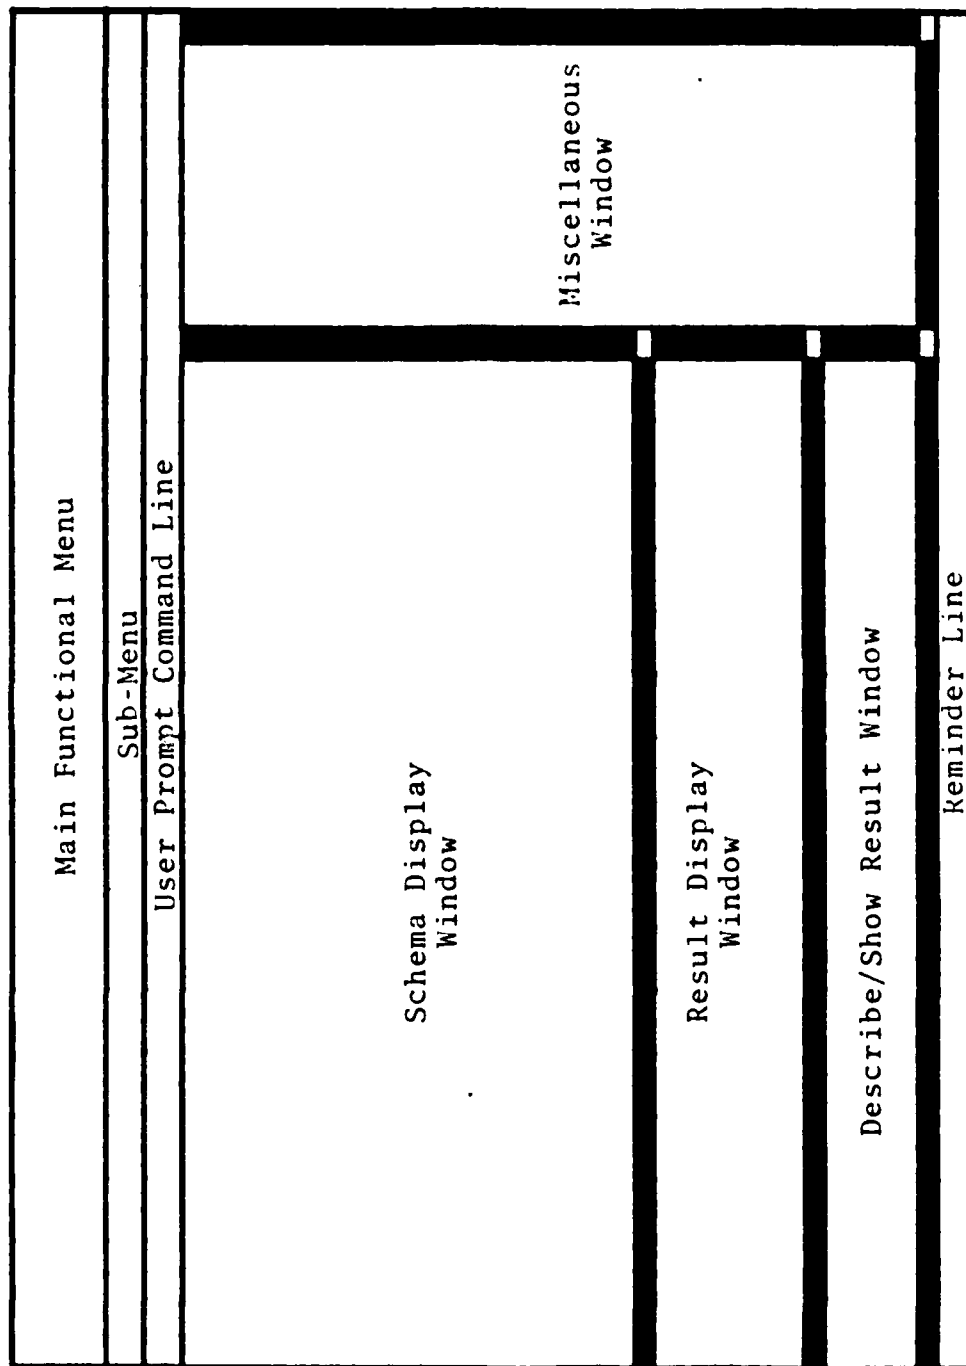 Main Functional Menu
Sub-Menu
User Prompt Command Line
Schema Display
Window
Miscellaneous
Window
Result Display
Window
Describe/Show Result Window
Reminder Line